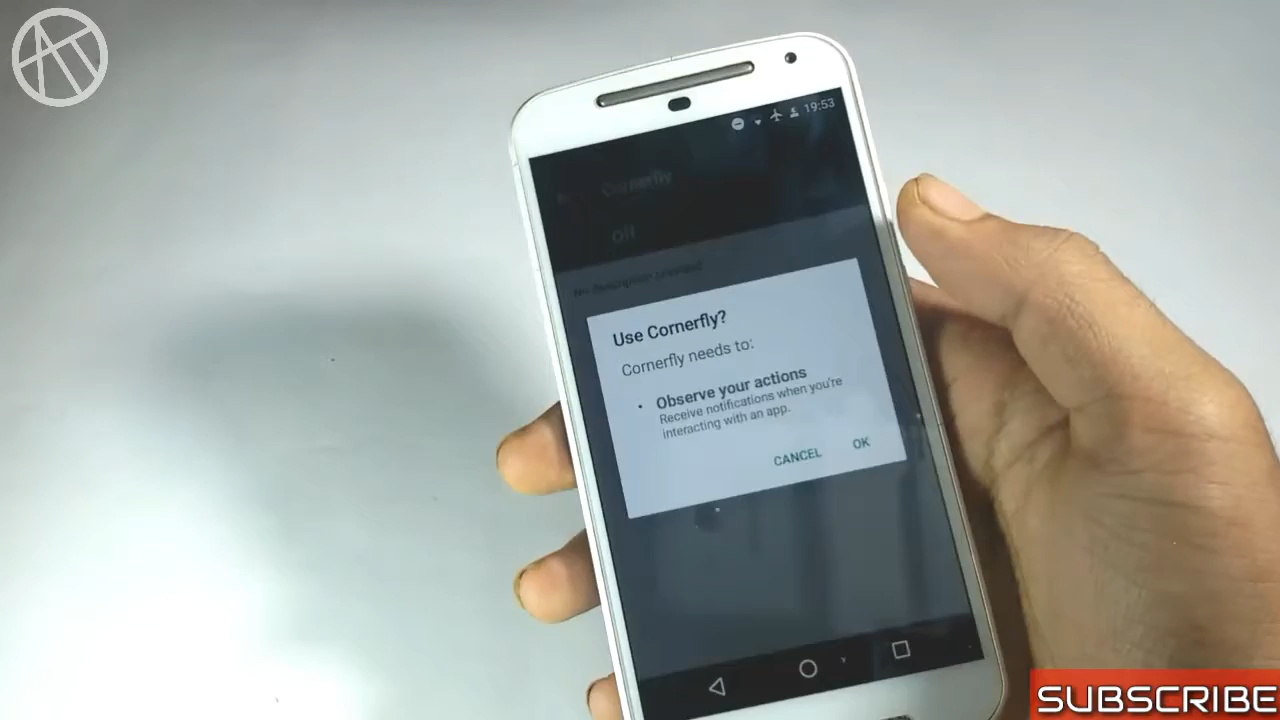 19:53
Cornerfly
Off
Use Cornerfly?
Cornerfly needs to:
• Observe your actions
Receive notifications when you're
interacting with an app.
CANCEL OK
SUBSCRIBE